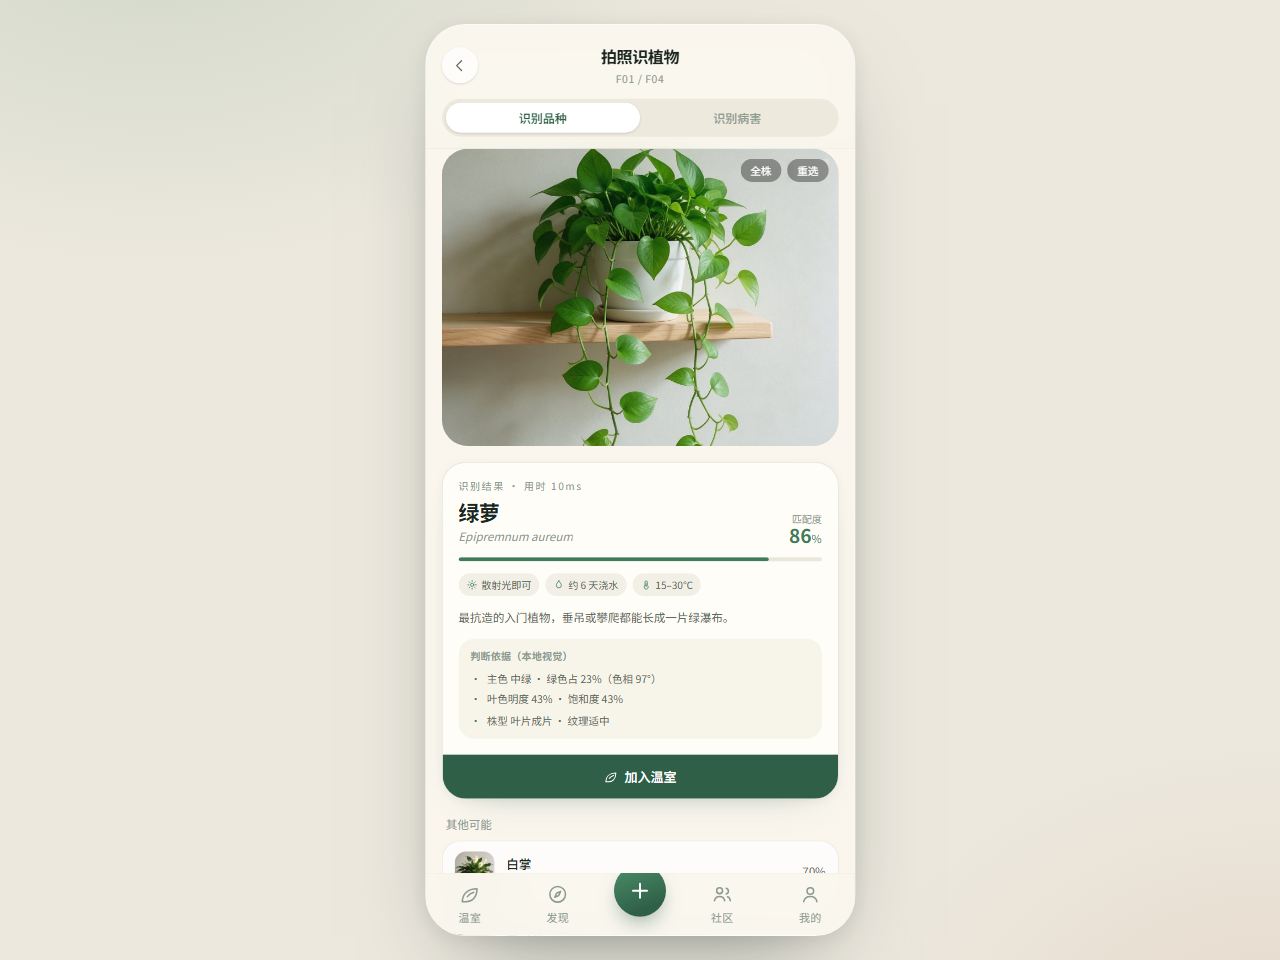 拍照识植物
F01 / F04
识别品种
识别病害
全株
重选
识别结果 · 用时 10ms
绿萝
Epipremnum aureum
匹配度
86%
散射光即可
约 6 天浇水
15–30°C
最抗造的入门植物，垂吊或攀爬都能长成一片绿瀑布。
判断依据（本地视觉）
· 主色 中绿 · 绿色占 23%（色相 97°）
· 叶色明度 43% · 饱和度 43%
· 株型 叶片成片 · 纹理适中
加入温室
其他可能
白掌
70%
温室
发现
社区
我的